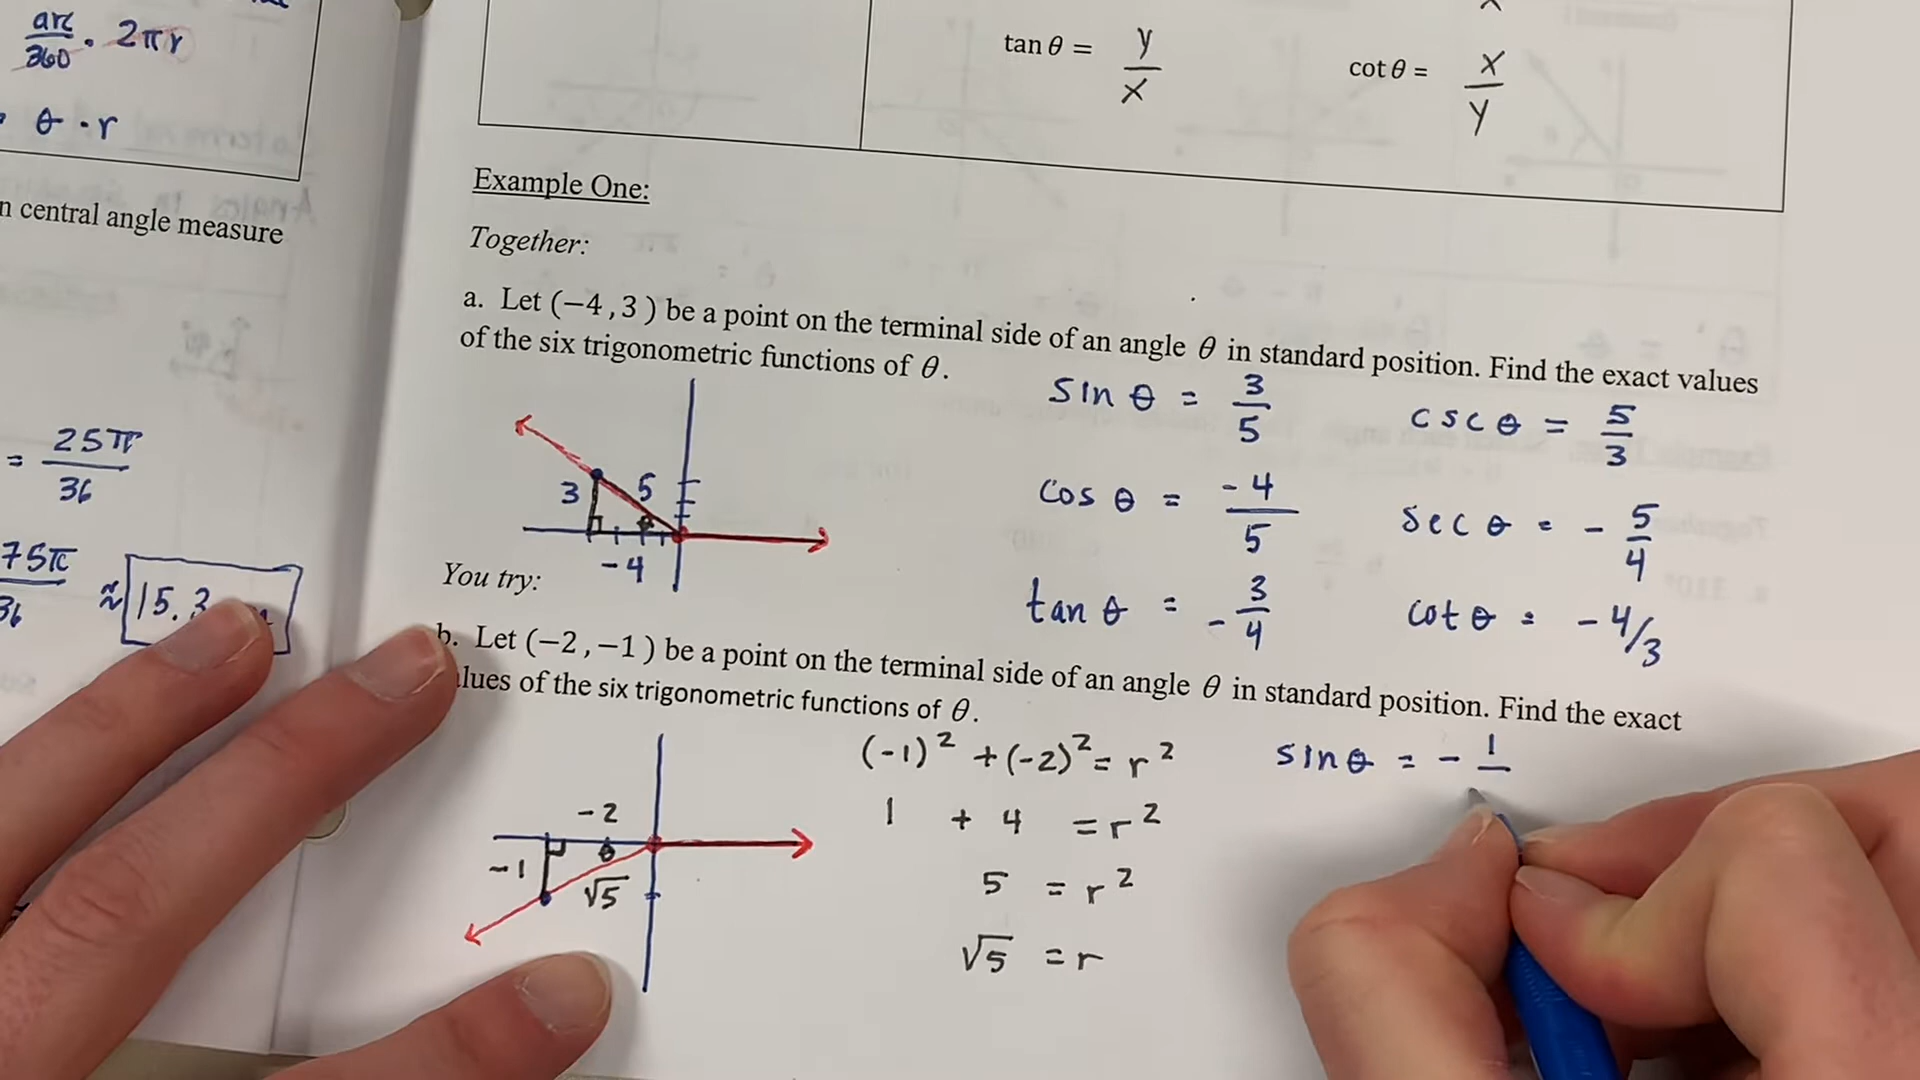 arc/360 · 2πr
θ · r
n central angle measure
= 25π/36
75π/36 ≈ 15.3
tan θ = y/x
cot θ = x/y
Example One:
Together:
a. Let (−4 , 3 ) be a point on the terminal side of an angle θ in standard position. Find the exact values
of the six trigonometric functions of θ.
sin θ = 3/5
csc θ = 5/3
3 5
-4
cos θ = -4/5
sec θ = - 5/4
tan θ = - 3/4
cot θ = -4/3
You try:
b. Let (−2 , −1 ) be a point on the terminal side of an angle θ in standard position. Find the exact
lues of the six trigonometric functions of θ.
-2
θ
-1
√5
(-1)² + (-2)² = r²
1 + 4 = r²
5 = r²
√5 = r
sin θ = - 1